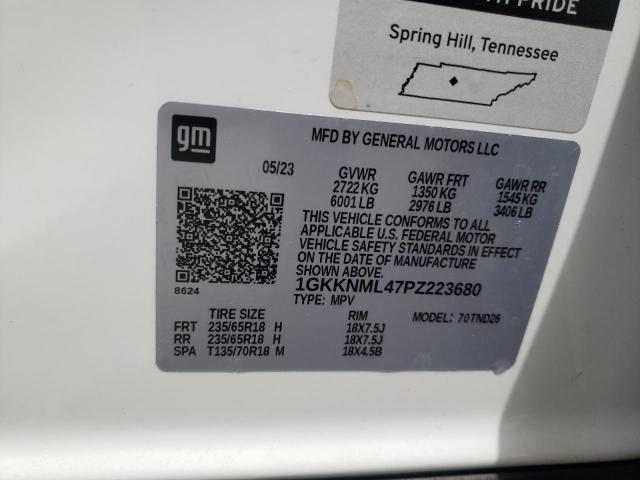 PRIDE
Spring Hill, Tennessee
gm
MFD BY GENERAL MOTORS LLC
05/23 GVWR GAWR FRT GAWR RR
2722 KG 1350 KG 1545 KG
6001 LB 2976 LB 3406 LB
THIS VEHICLE CONFORMS TO ALL
APPLICABLE U.S. FEDERAL MOTOR
VEHICLE SAFETY STANDARDS IN EFFECT
ON THE DATE OF MANUFACTURE
SHOWN ABOVE.
8624
1GKKNML47PZ223680
TYPE: MPV
MODEL: 70TND26
TIRE SIZE RIM
FRT 235/65R18 H 18X7.5J
RR 235/65R18 H 18X7.5J
SPA T135/70R18 M 18X4.5B